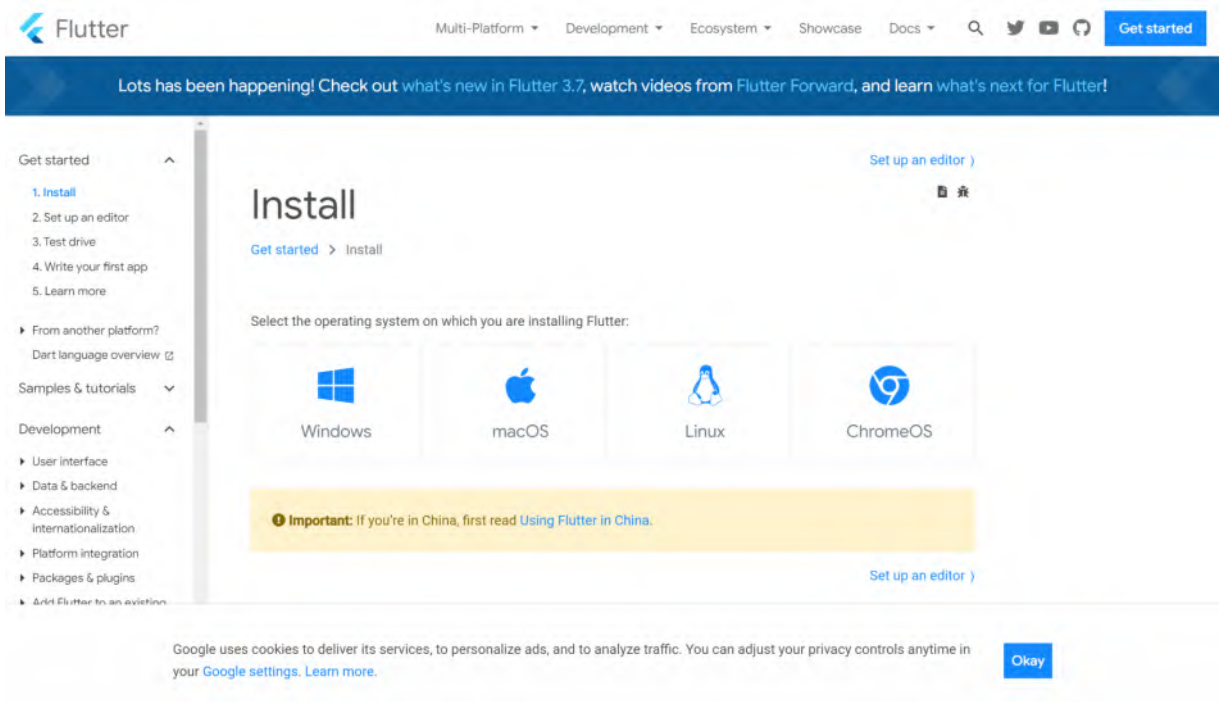 Flutter
Multi-Platform
Development
Ecosystem
Showcase
Docs
Get started
Lots has been happening! Check out what's new in Flutter 3.7, watch videos from Flutter Forward, and learn what's next for Flutter!
Get started
1. Install
2. Set up an editor
3. Test drive
4. Write your first app
5. Learn more
From another platform?
Dart language overview
Samples & tutorials
Development
User interface
Data & backend
Accessibility &
internationalization
Platform integration
Packages & plugins
Add Flutter to an existing
Set up an editor
Install
Get started > Install
Select the operating system on which you are installing Flutter:
Windows
macOS
Linux
ChromeOS
Important: If you're in China, first read Using Flutter in China.
Set up an editor
Google uses cookies to deliver its services, to personalize ads, and to analyze traffic. You can adjust your privacy controls anytime in
your Google settings. Learn more.
Okay